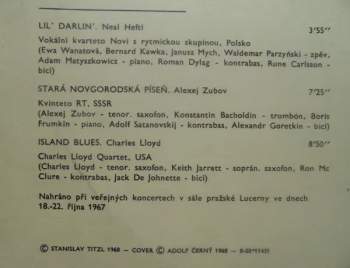 LIL' DARLIN'. Neal Hefti 3'55''
Vokální kvarteto Novi s rytmickou skupinou, Polsko
(Ewa Wanatová, Bernard Kawka, Janusz Mych, Waldemar Parzyński - zpěv,
Adam Matyszkowicz - piano, Roman Dylag - kontrabas, Rune Carlsson -
bicí)
STARÁ NOVGORODSKÁ PÍSEŇ. Alexej Zubov 7'25''
Kvinteto RT, SSSR
(Alexej Zubov - tenor. saxofon, Konstantin Bacholdin - trombón, Boris
Frumkin - piano, Adolf Satanovskij - kontrabas, Alexandr Goretkin - bicí)
ISLAND BLUES. Charles Lloyd 8'50''
Charles Lloyd Quartet, USA
(Charles Lloyd - tenor. saxofon, Keith Jarrett - soprán. saxofon, Ron Mc
Clure - kontrabas, Jack De Johnette - bicí)
Nahráno při veřejných koncertech v sále pražské Lucerny ve dnech
18.-22. října 1967
© STANISLAV TITZL 1968 - COVER © ADOLF ČERNÝ 1968 -